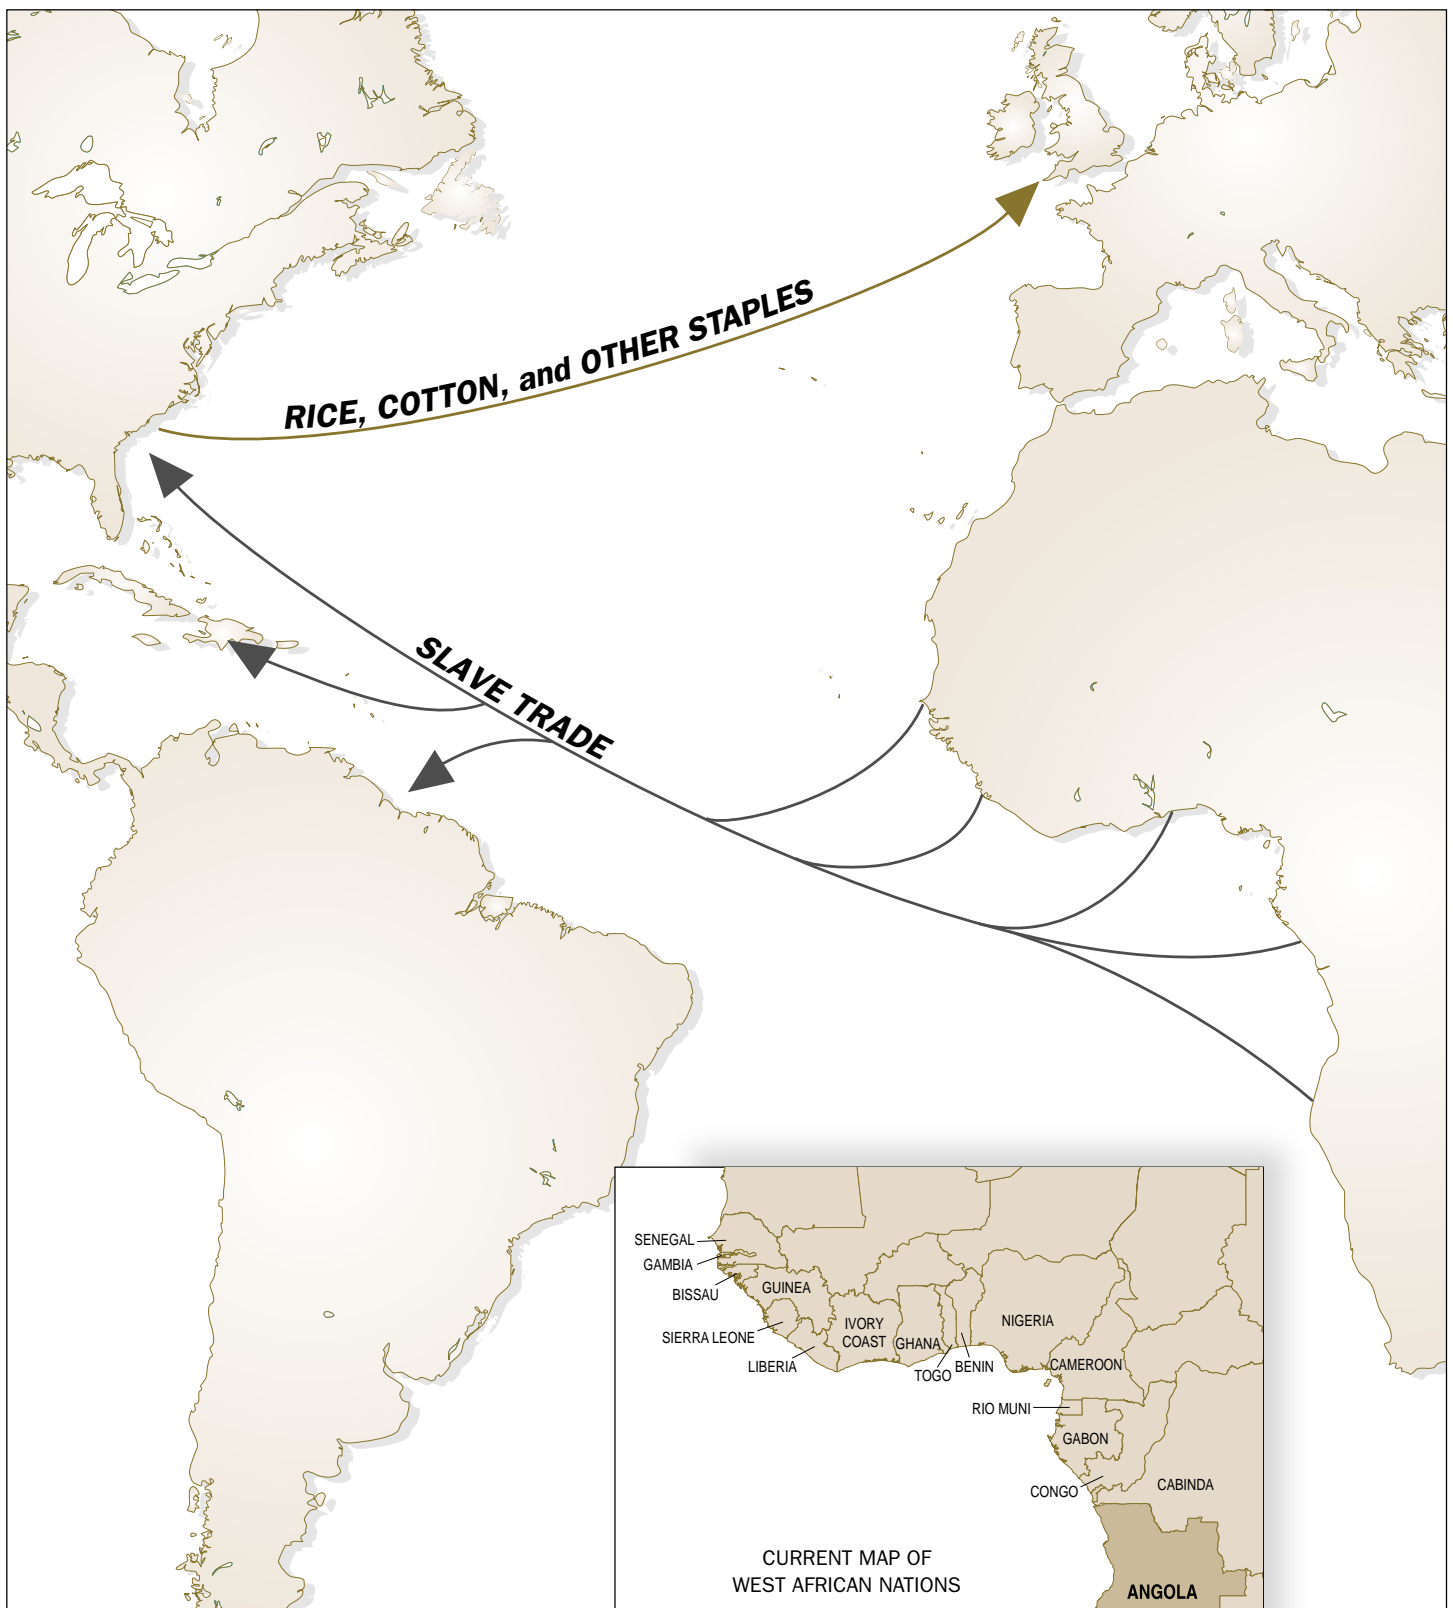 RICE, COTTON, and OTHER STAPLES
SLAVE TRADE
SENEGAL
GAMBIA
BISSAU
GUINEA
SIERRA LEONE
LIBERIA
IVORY
COAST
GHANA
TOGO
BENIN
NIGERIA
CAMEROON
RIO MUNI
GABON
CONGO
CABINDA
ANGOLA
CURRENT MAP OF
WEST AFRICAN NATIONS